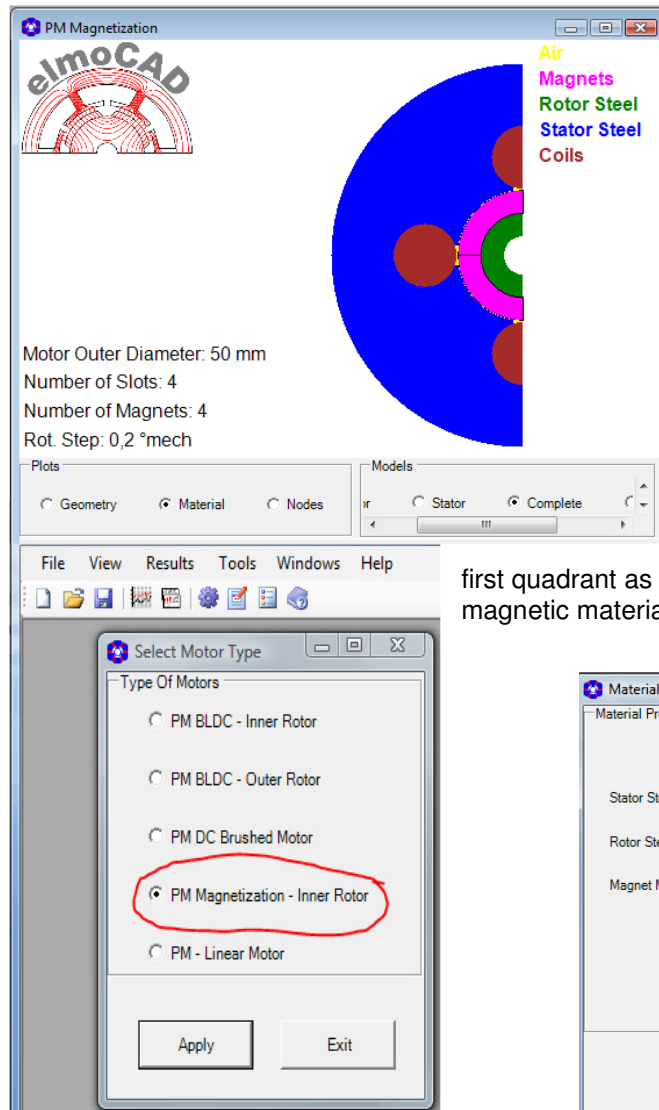 PM Magnetization
elmoCAD
Air
Magnets
Rotor Steel
Stator Steel
Coils
Motor Outer Diameter: 50 mm
Number of Slots: 4
Number of Magnets: 4
Rot. Step: 0,2 °mech
Plots
Geometry Material Nodes
Models
or Stator Complete
File View Results Tools Windows Help
first quadrant as
magnetic materia
Select Motor Type
Type Of Motors
PM BLDC - Inner Rotor
PM BLDC - Outer Rotor
PM DC Brushed Motor
PM Magnetization - Inner Rotor
PM - Linear Motor
Apply Exit
Material
Material Pr
Stator St
Rotor Ste
Magnet M